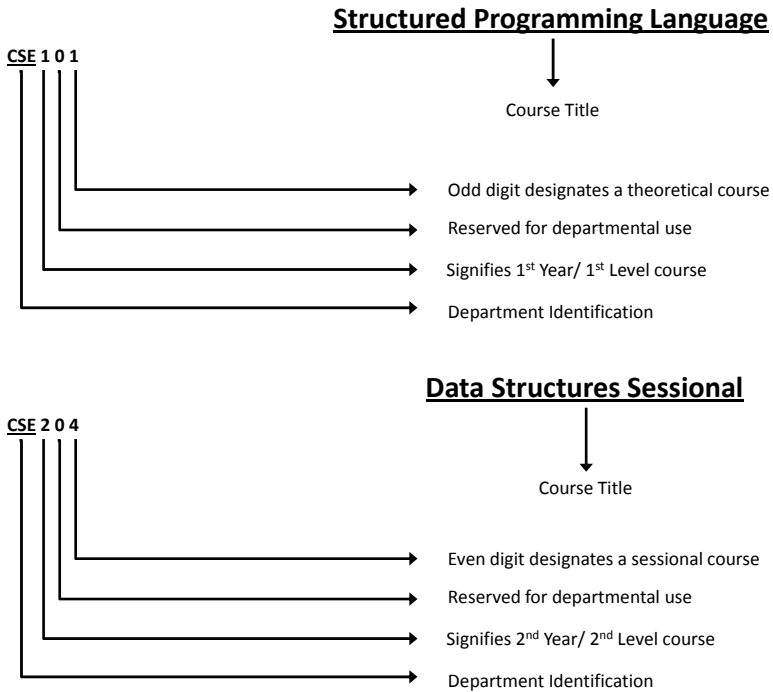 Structured Programming Language
CSE 1 0 1
Course Title
Odd digit designates a theoretical course
Reserved for departmental use
Signifies 1st Year/ 1st Level course
Department Identification
Data Structures Sessional
CSE 2 0 4
Course Title
Even digit designates a sessional course
Reserved for departmental use
Signifies 2nd Year/ 2nd Level course
Department Identification